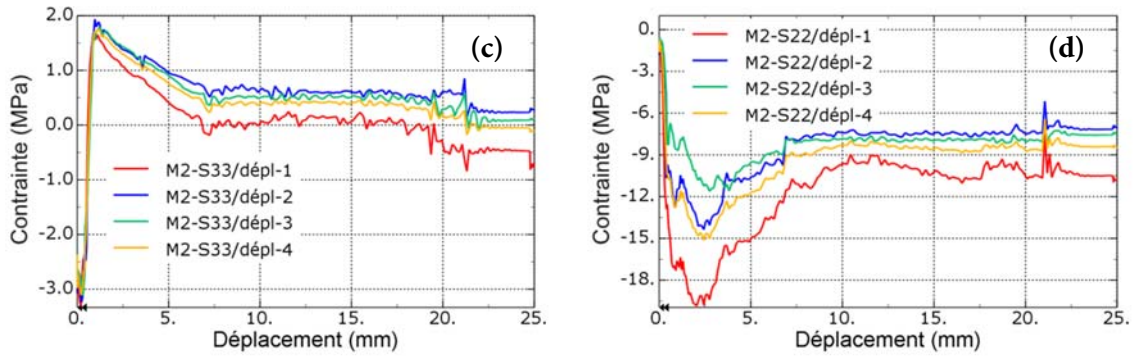 2.0
(c)
1.0
0.0
-1.0
-2.0
-3.0
Contrainte (MPa)
M2-S33/dépl-1
M2-S33/dépl-2
M2-S33/dépl-3
M2-S33/dépl-4
0. 5. 10. 15. 20. 25.
Déplacement (mm)
0.
(d)
-3.
-6.
-9.
-12.
-15.
-18.
Contrainte (MPa)
M2-S22/dépl-1
M2-S22/dépl-2
M2-S22/dépl-3
M2-S22/dépl-4
0. 5. 10. 15. 20. 25.
Déplacement (mm)